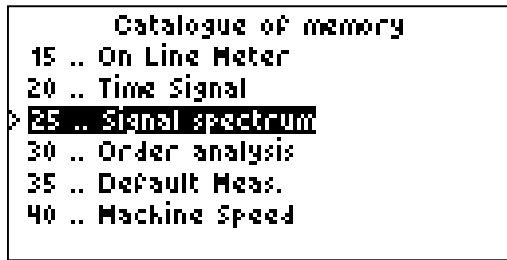 Catalogue of memory
15 .. On Line Meter
20 .. Time Signal
> 25 .. Signal spectrum
30 .. Order analysis
35 .. Default Meas.
40 .. Machine Speed